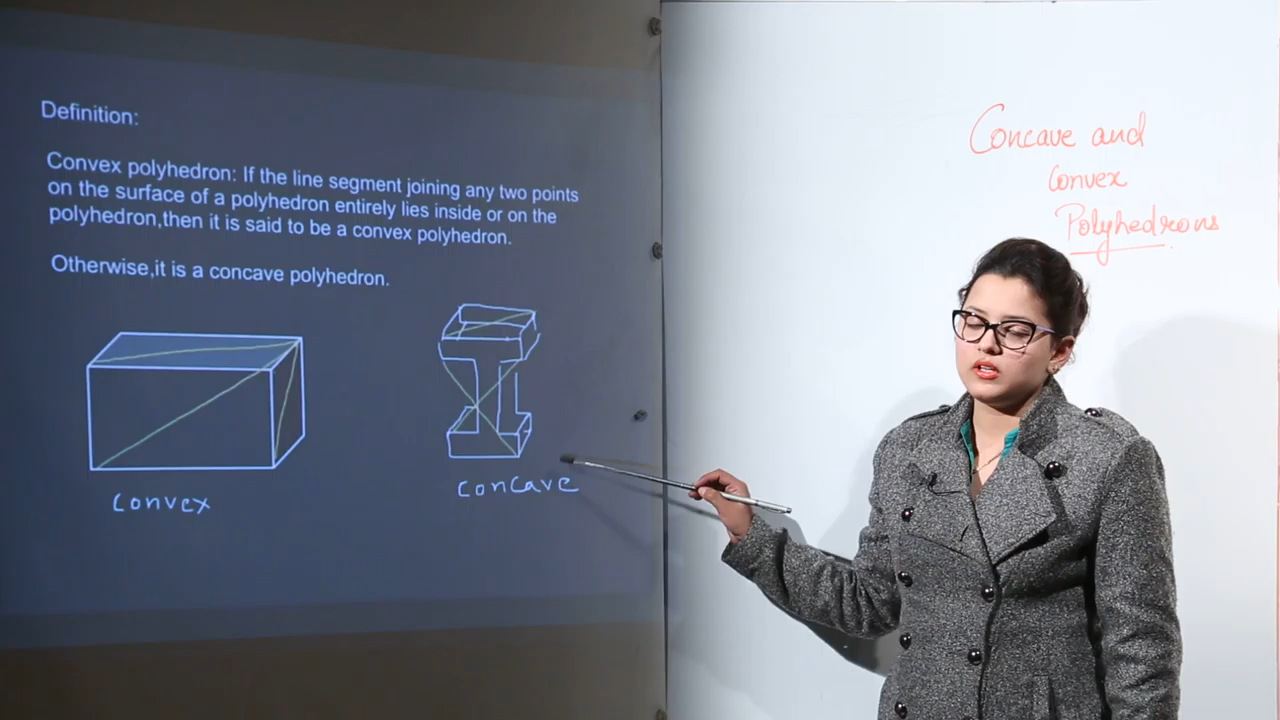 Definition:
Convex polyhedron: If the line segment joining any two points
on the surface of a polyhedron entirely lies inside or on the
polyhedron,then it is said to be a convex polyhedron.
Otherwise,it is a concave polyhedron.
Convex
Concave
Concave and
Convex
Polyhedrons